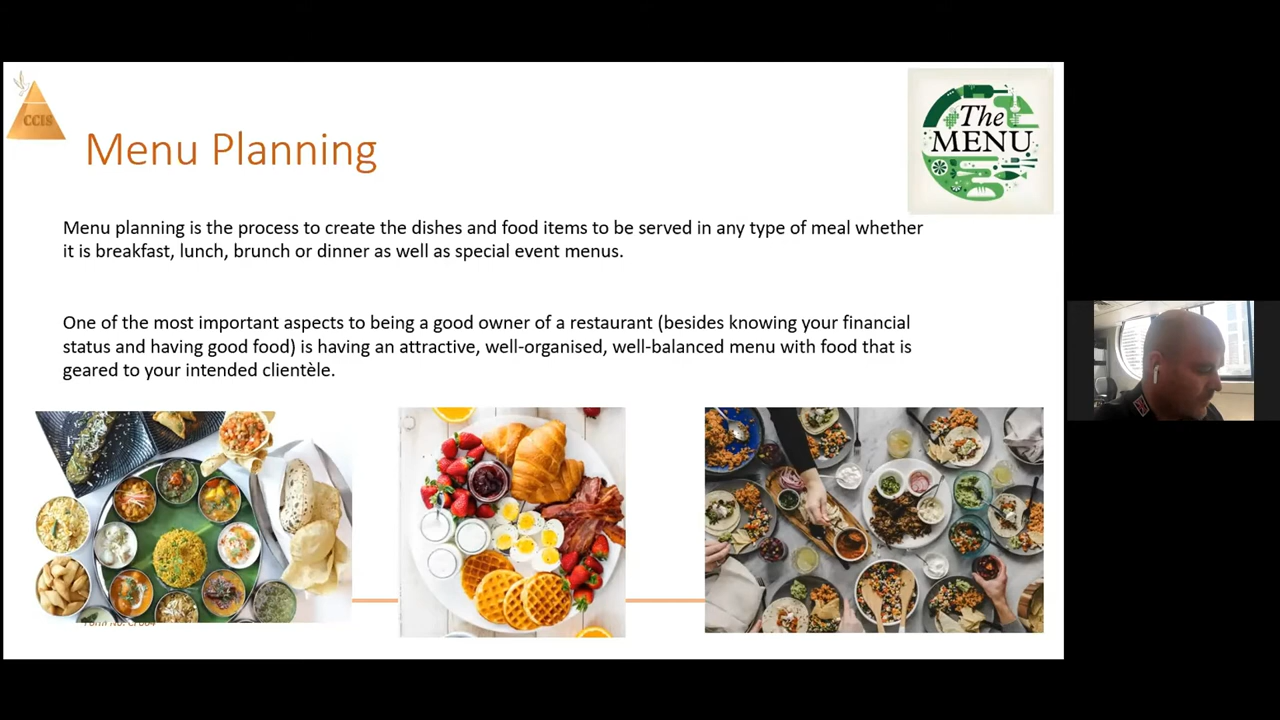 CCIS
The
MENU
Menu Planning
Menu planning is the process to create the dishes and food items to be served in any type of meal whether
it is breakfast, lunch, brunch or dinner as well as special event menus.
One of the most important aspects to being a good owner of a restaurant (besides knowing your financial
status and having good food) is having an attractive, well-organised, well-balanced menu with food that is
geared to your intended clientèle.